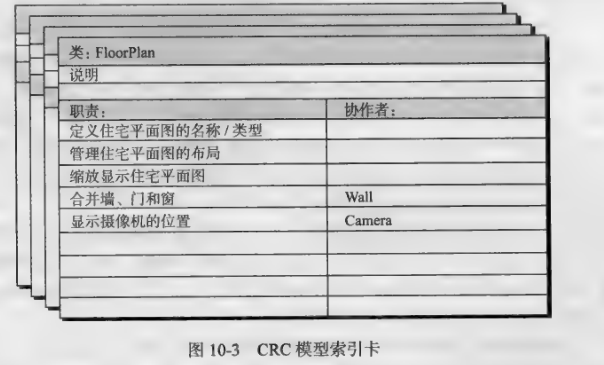 类：FloorPlan
说明
职责： 协作者：
定义住宅平面图的名称 / 类型
管理住宅平面图的布局
缩放显示住宅平面图
合并墙、门和窗 Wall
显示摄像机的位置 Camera
图 10-3 CRC 模型索引卡